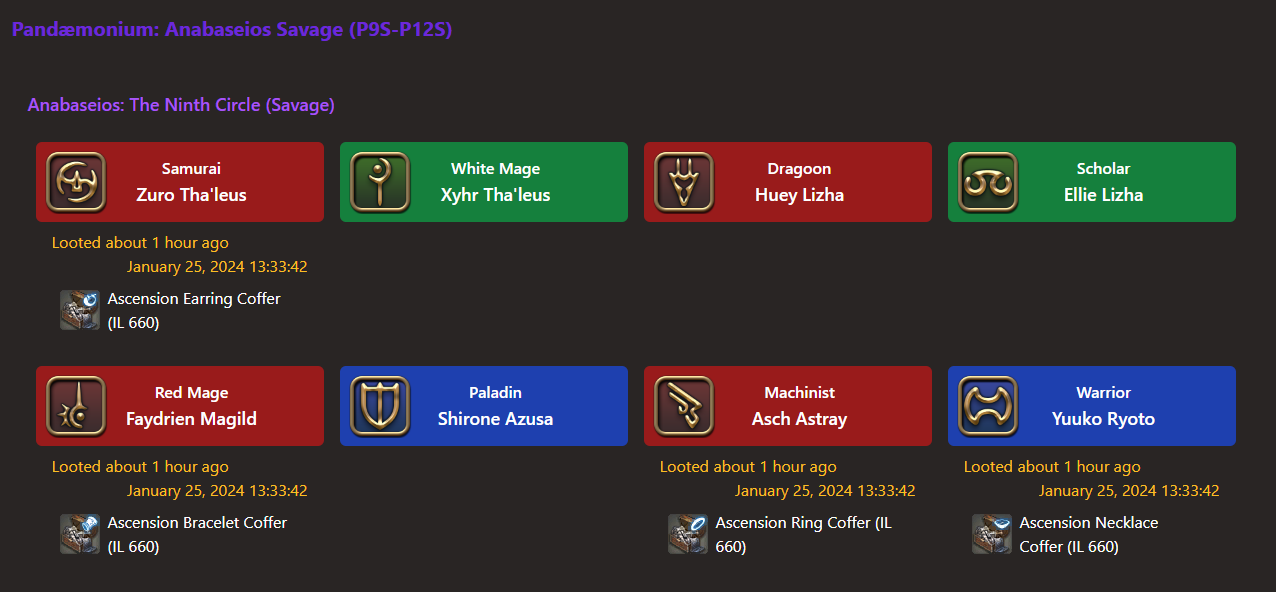 Pandæmonium: Anabaseios Savage (P9S-P12S)
Anabaseios: The Ninth Circle (Savage)
Samurai
Zuro Tha'leus
Looted about 1 hour ago
January 25, 2024 13:33:42
Ascension Earring Coffer
(IL 660)
White Mage
Xyhr Tha'leus
Dragoon
Huey Lizha
Scholar
Ellie Lizha
Red Mage
Faydrien Magild
Looted about 1 hour ago
January 25, 2024 13:33:42
Ascension Bracelet Coffer
(IL 660)
Paladin
Shirone Azusa
Machinist
Asch Astray
Looted about 1 hour ago
January 25, 2024 13:33:42
Ascension Ring Coffer (IL
660)
Warrior
Yuuko Ryoto
Looted about 1 hour ago
January 25, 2024 13:33:42
Ascension Necklace
Coffer (IL 660)